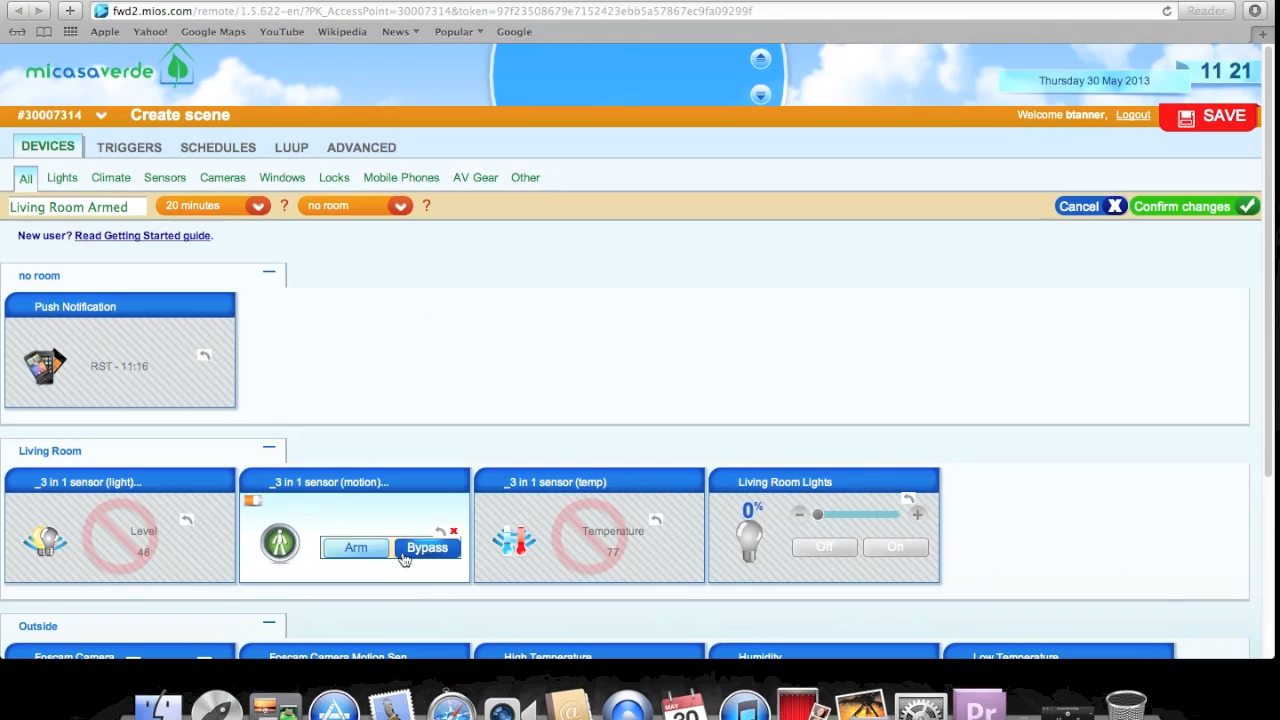 fwd2.mios.com/remote/1.5.622-en/?PK_AccessPoint=30007314&token=97f23508679e7152423ebb5a57867ec9fa09299f
Reader
Apple Yahoo! Google Maps YouTube Wikipedia News Popular Google
micasaverde
Thursday 30 May 2013
11 21
#30007314 Create scene Welcome btanner, Logout SAVE
DEVICES TRIGGERS SCHEDULES LUUP ADVANCED
All Lights Climate Sensors Cameras Windows Locks Mobile Phones AV Gear Other
Living Room Armed 20 minutes ? no room ? Cancel X Confirm changes
New user? Read Getting Started guide.
no room
Push Notification
RST - 11:16
Living Room
_3 in 1 sensor (light)... _3 in 1 sensor (motion)... _3 in 1 sensor (temp) Living Room Lights
0%
Level Temperature
Arm Bypass Off On
48 77
Outside
Foscam Camera Foscam Camera Motion Sen High Temperature Humidity Low Temperature
MAY
30
Pr